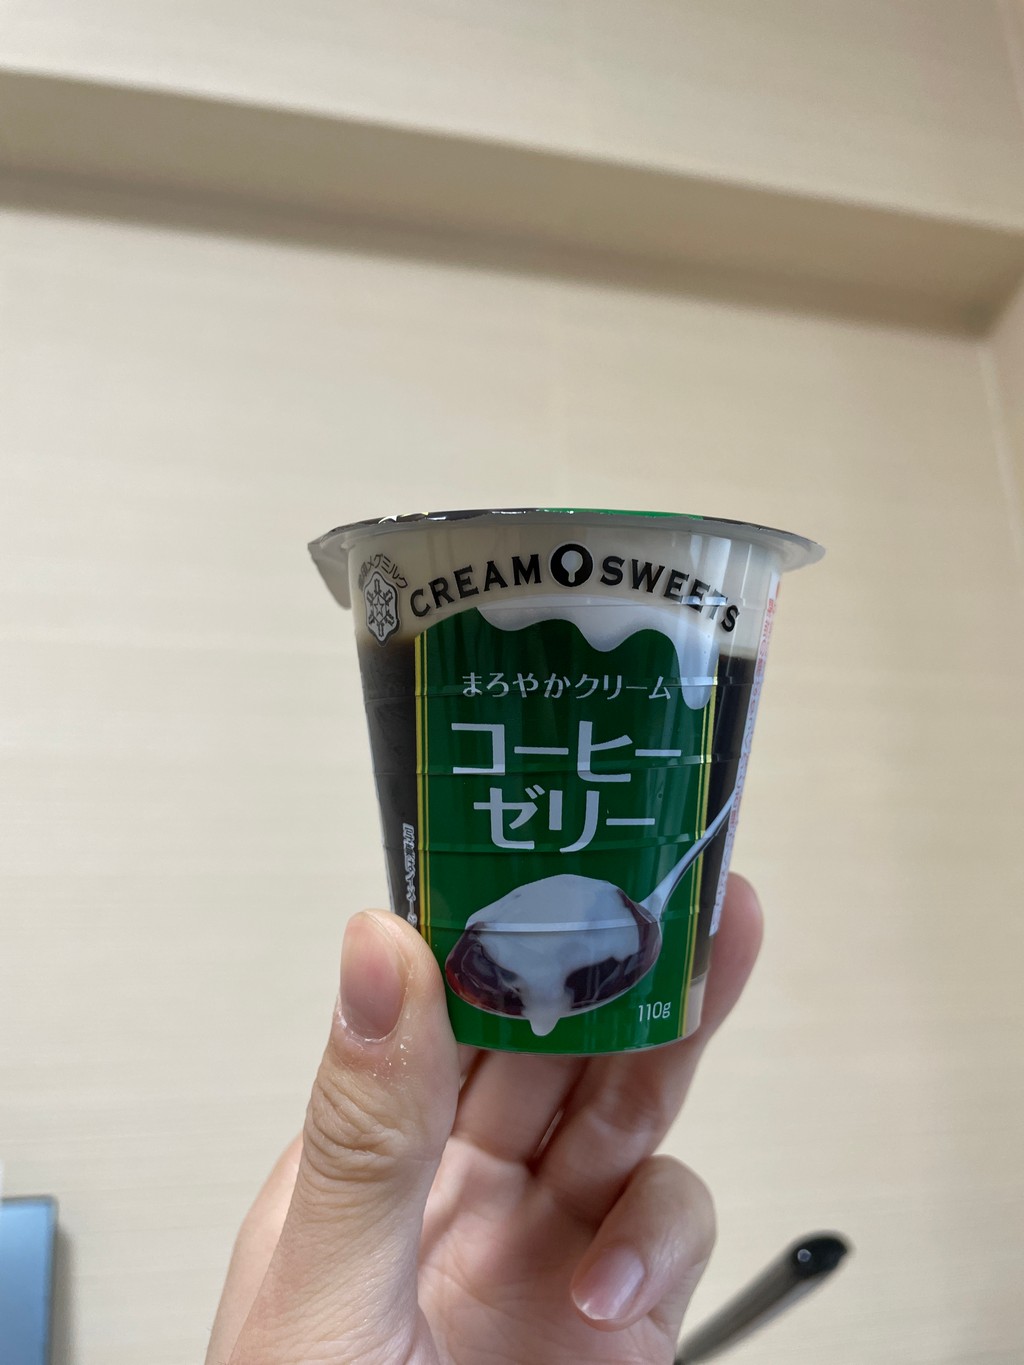 雪印メグミルク
CREAM SWEETS
まろやかクリーム
コーヒー
ゼリー
110g